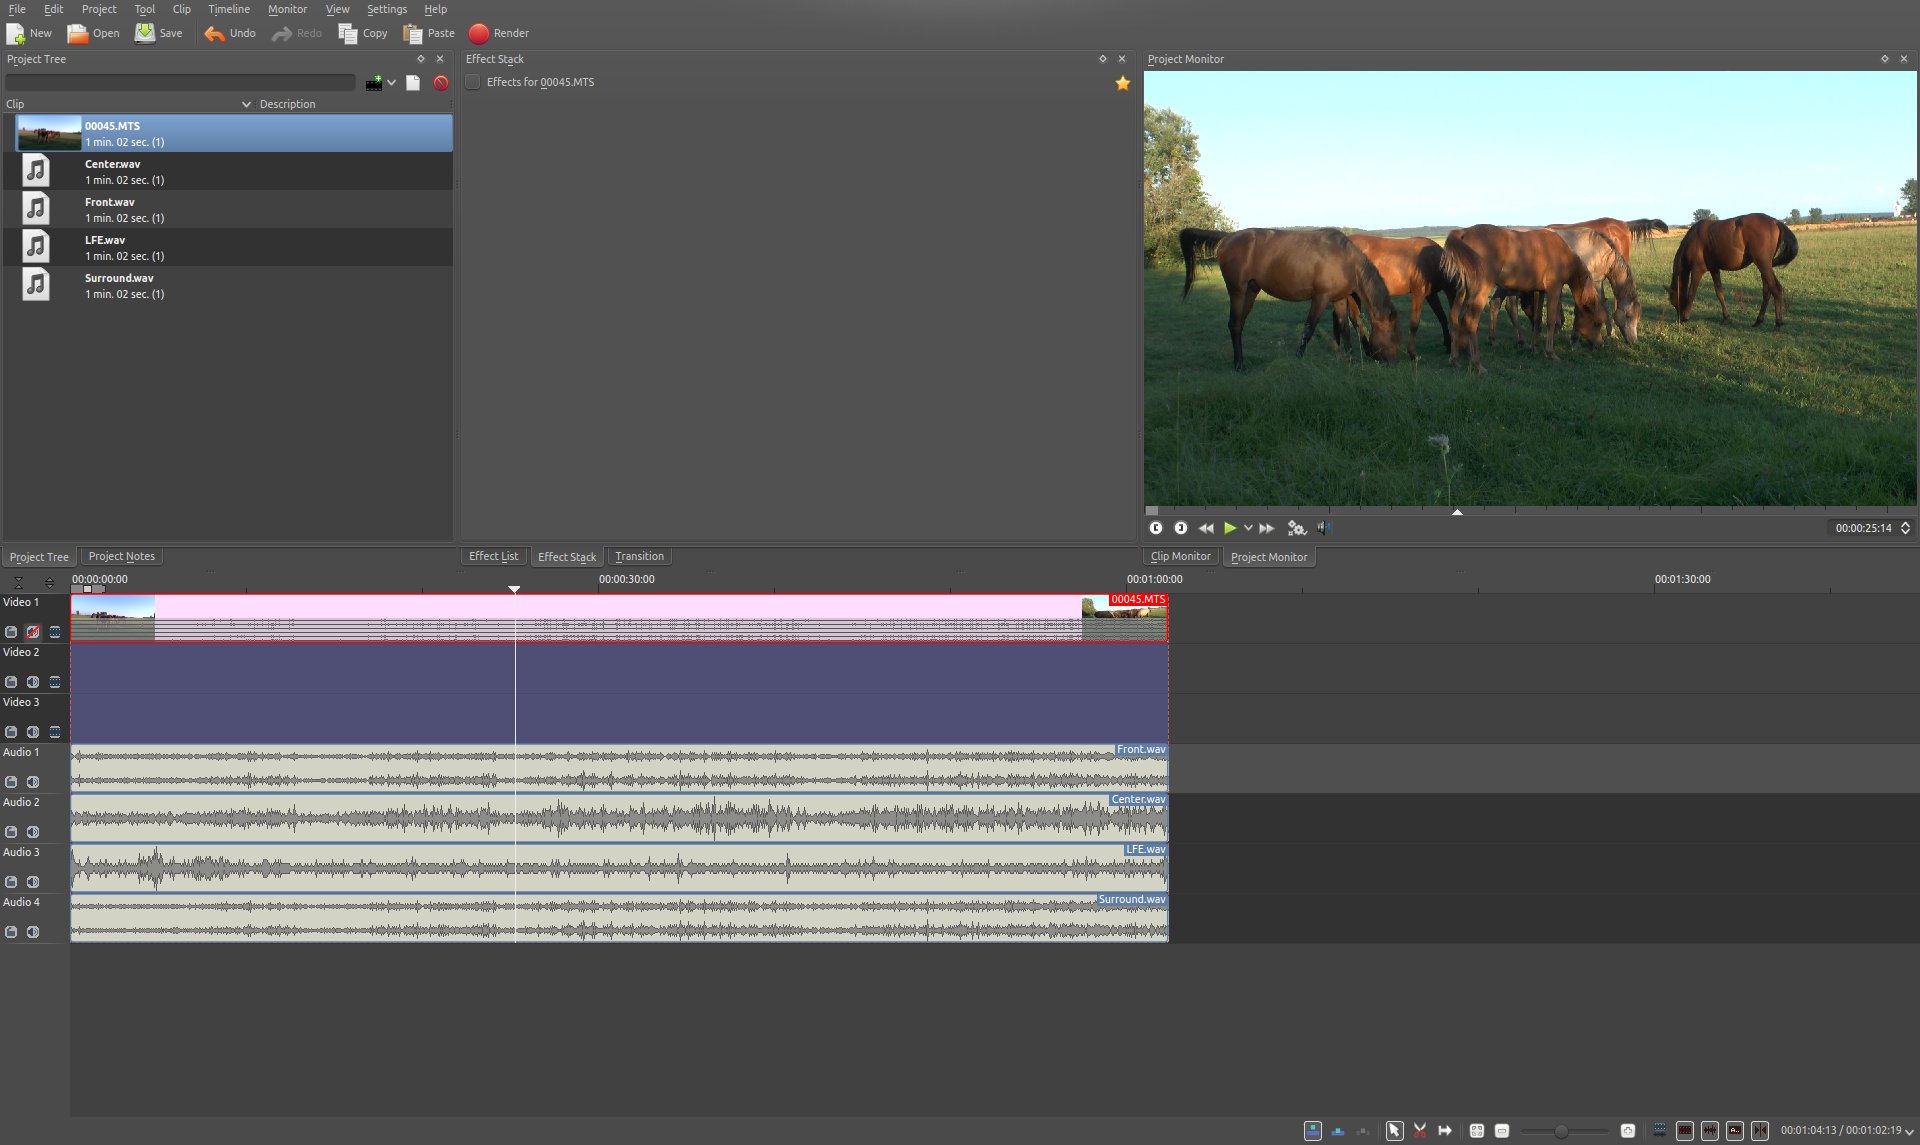 File Edit Project Tool Clip Timeline Monitor View Settings Help
New Open Save Undo Redo Copy Paste Render
Project Tree
Clip Description
00045.MTS
1 min. 02 sec. (1)
Center.wav
1 min. 02 sec. (1)
Front.wav
1 min. 02 sec. (1)
LFE.wav
1 min. 02 sec. (1)
Surround.wav
1 min. 02 sec. (1)
Project Tree Project Notes
Effect Stack
Effects for 00045.MTS
Effect List Effect Stack Transition
Project Monitor
00:00:25:14
Clip Monitor Project Monitor
00:00:00:00 00:00:30:00 00:01:00:00 00:01:30:00
Video 1
00045.MTS
Video 2
Video 3
Audio 1
Front.wav
Audio 2
Center.wav
Audio 3
LFE.wav
Audio 4
Surround.wav
00:01:04:13 / 00:01:02:19